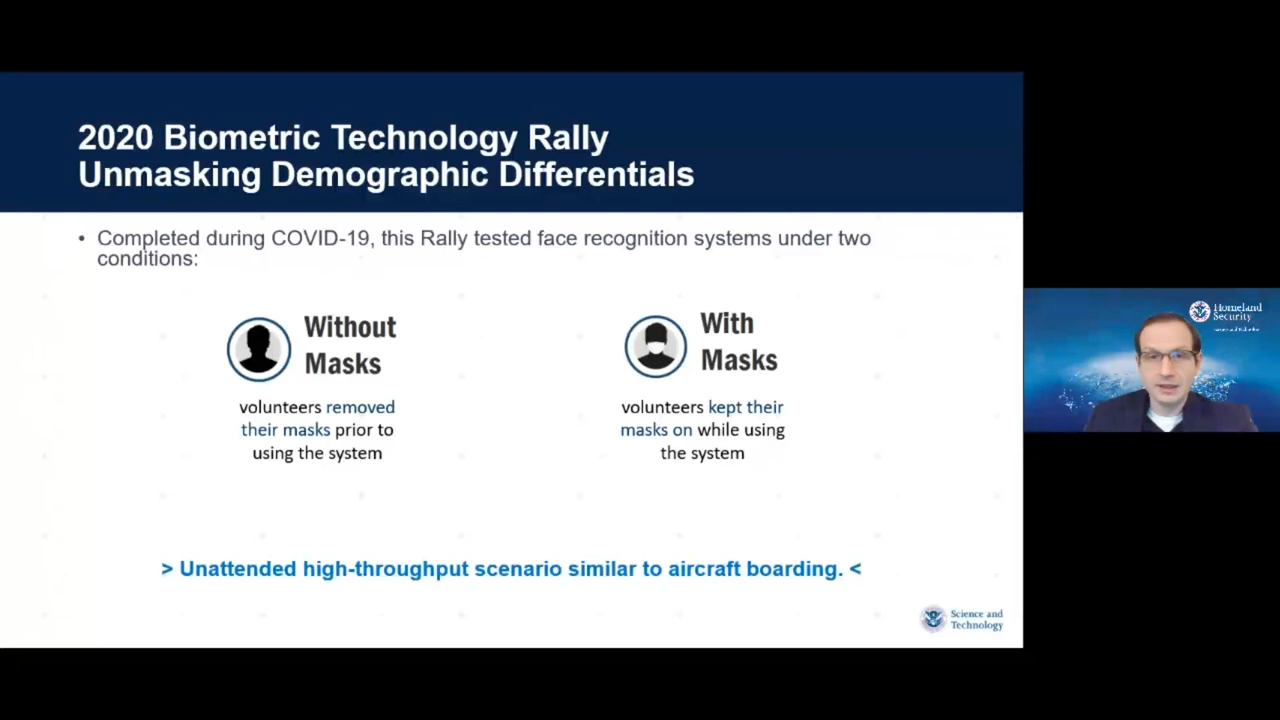 2020 Biometric Technology Rally
Unmasking Demographic Differentials
• Completed during COVID-19, this Rally tested face recognition systems under two
conditions:
Without
Masks
volunteers removed
their masks prior to
using the system
With
Masks
volunteers kept their
masks on while using
the system
> Unattended high-throughput scenario similar to aircraft boarding. <
Science and
Technology
Homeland
Security